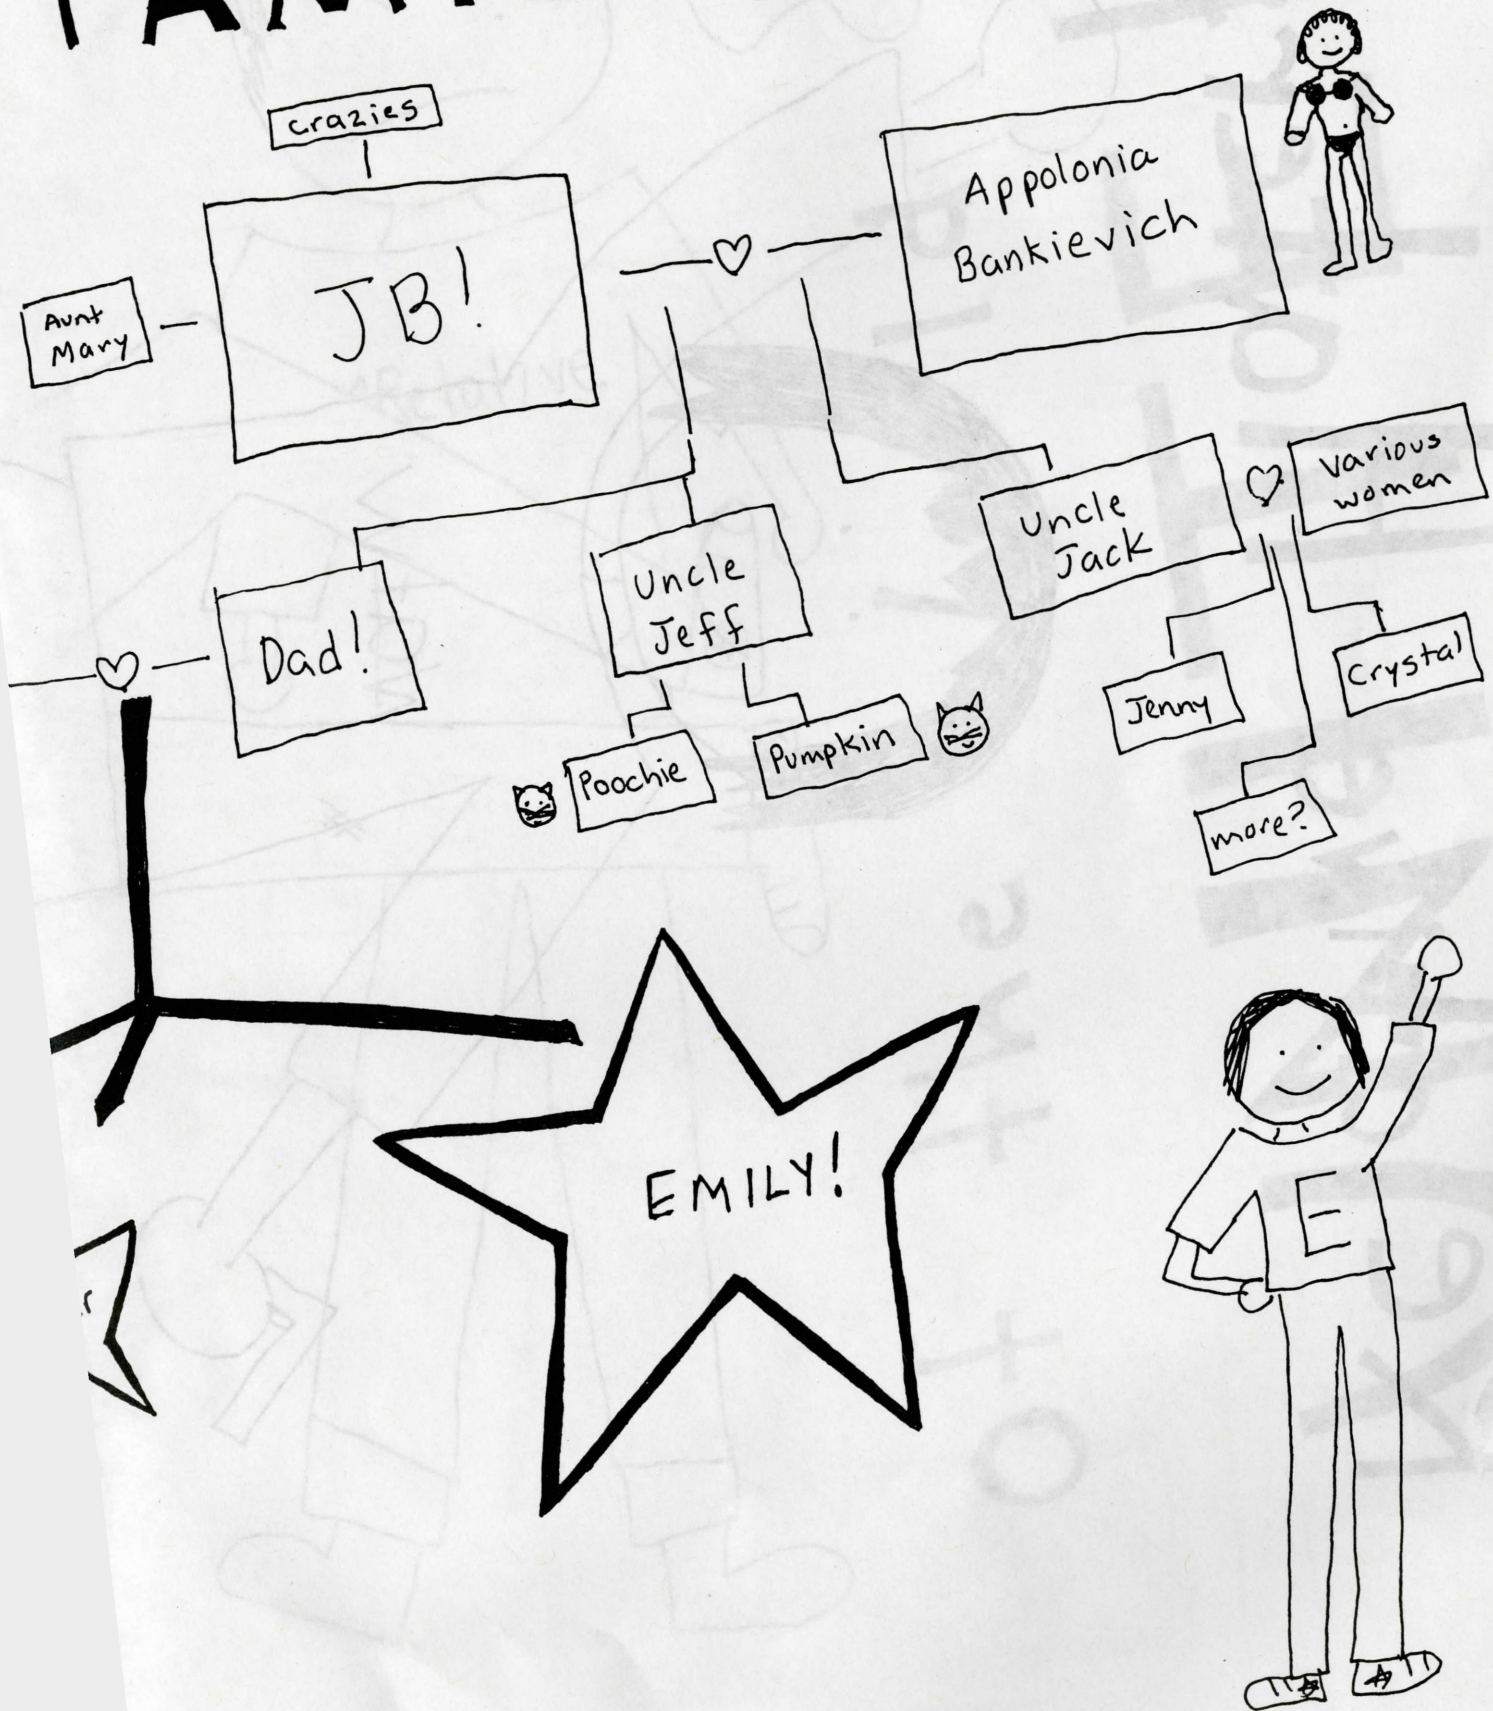 FAM
crazies
Appolonia
Bankievich
JB!
Aunt
Mary
various
women
Uncle
Jack
Uncle
Jeff
Dad!
Crystal
Jenny
Pumpkin
Poochie
more?
EMILY!
E
r